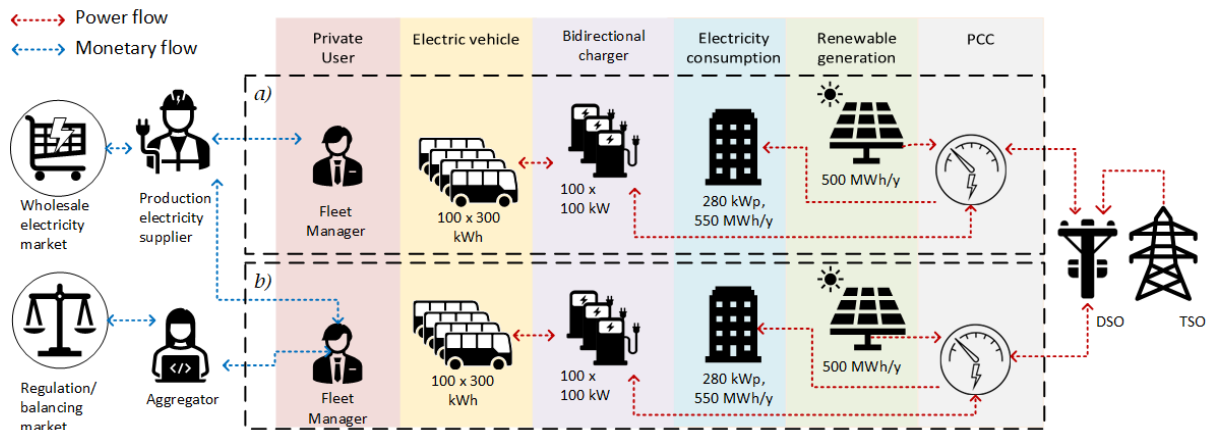 Power flow
Monetary flow
Private
User
Electric vehicle
Bidirectional
charger
Electricity
consumption
Renewable
generation
PCC
a)
Wholesale
electricity
market
Production
electricity
supplier
Fleet
Manager
100 x 300
kWh
100 x
100 kW
280 kWp,
550 MWh/y
500 MWh/y
b)
Regulation/
balancing
market
Aggregator
</>
Fleet
Manager
100 x 300
kWh
100 x
100 kW
280 kWp,
550 MWh/y
500 MWh/y
DSO
TSO